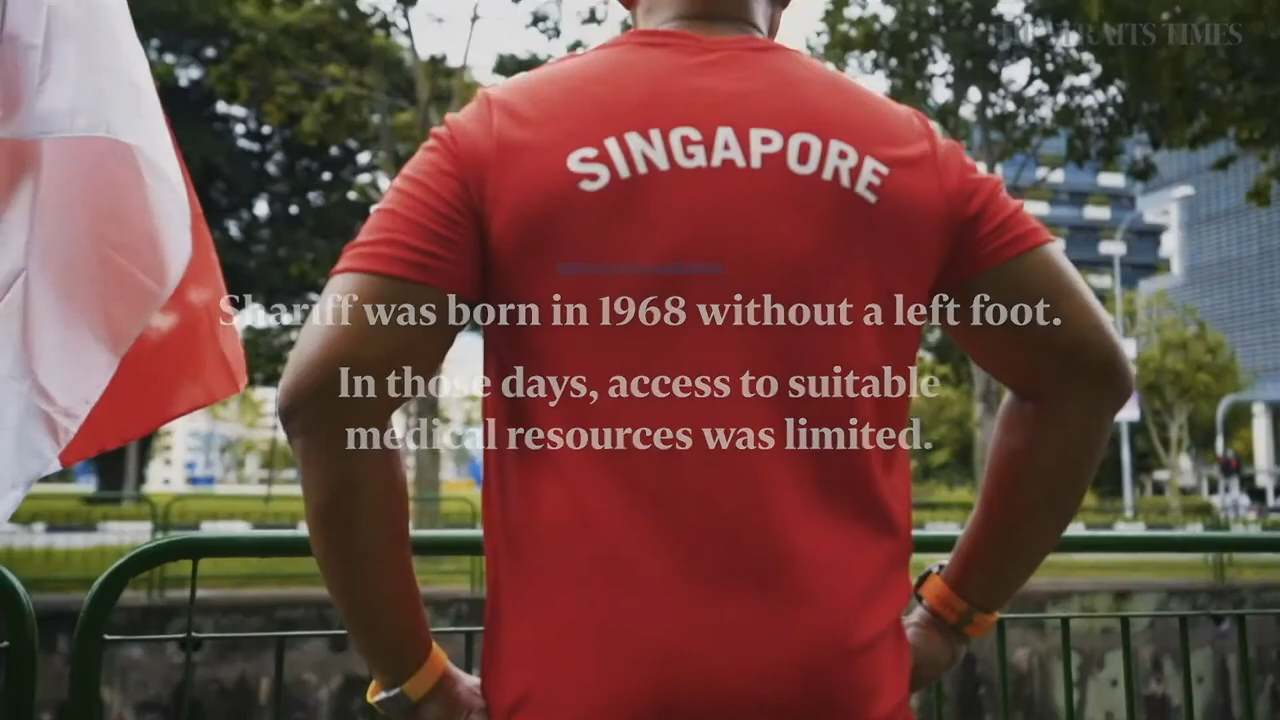 THE STRAITS TIMES
SINGAPORE
Shariff was born in 1968 without a left foot.
In those days, access to suitable
medical resources was limited.